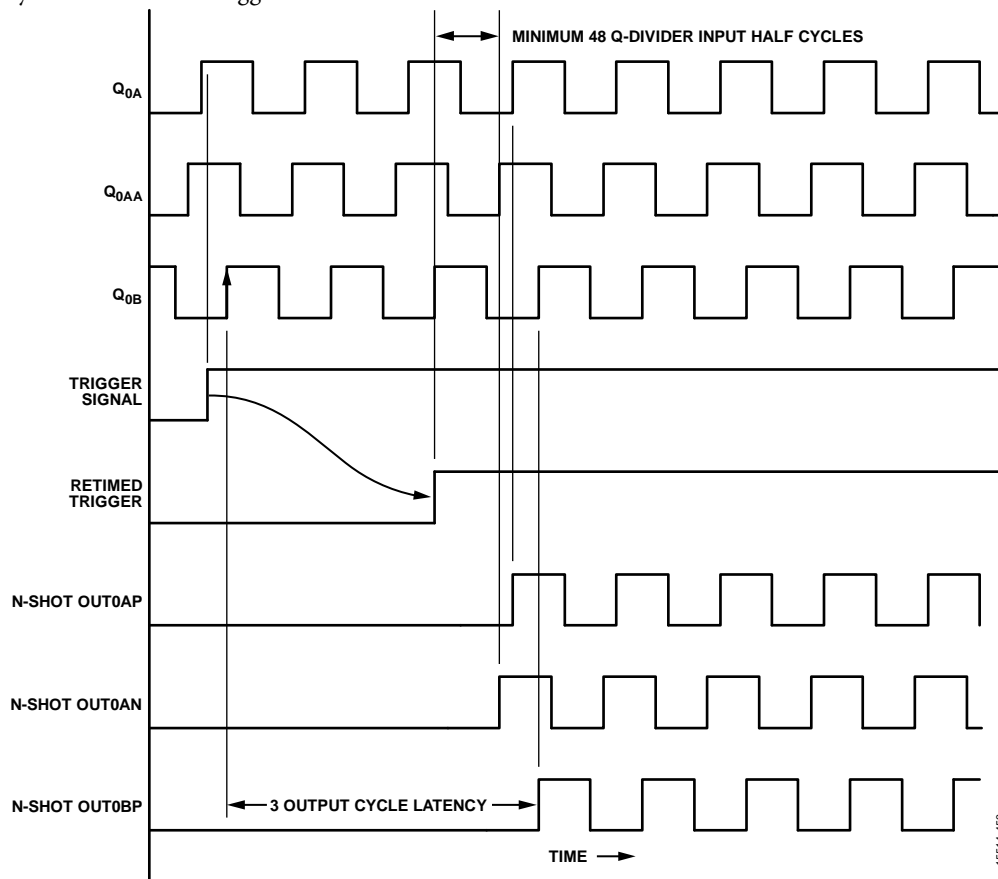 MINIMUM 48 Q-DIVIDER INPUT HALF CYCLES
Q0A
Q0AA
Q0B
TRIGGER
SIGNAL
RETIMED
TRIGGER
N-SHOT OUT0AP
N-SHOT OUT0AN
N-SHOT OUT0BP
3 OUTPUT CYCLE LATENCY
TIME